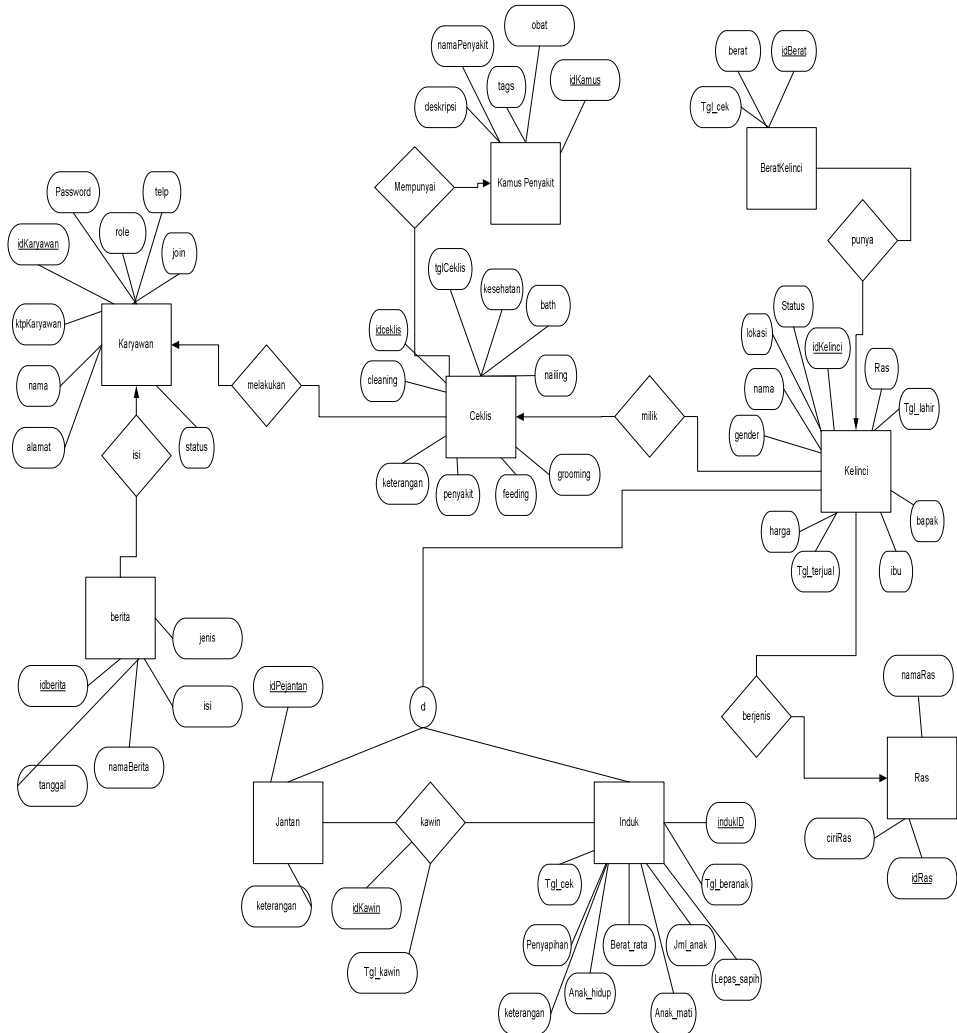 obat
namaPenyakit
berat
idBerat
tags
idKamus
deskripsi
Tgl_cek
Kamus Penyakit
BeratKelinci
Mempunyai
Password
telp
role
idKaryawan
join
punya
tglCeklis
kesehatan
bath
Status
lokasi
idKelinci
ktpKaryawan
Karyawan
idceklis
Ras
nama
cleaning
nailing
nama
Tgl_lahir
melakukan
Ceklis
milik
gender
alamat
isi
status
keterangan
penyakit
feeding
grooming
Kelinci
harga
bapak
Tgl_terjual
ibu
berita
jenis
idberita
isi
idPejantan
d
namaRas
berjenis
namaBerita
tanggal
Ras
Jantan
kawin
Induk
indukID
ciriRas
idRas
keterangan
idKawin
Tgl_cek
Tgl_beranak
Penyapihan
Berat_rata
Jml_anak
Tgl_kawin
Lepas_sapih
keterangan
Anak_hidup
Anak_mati